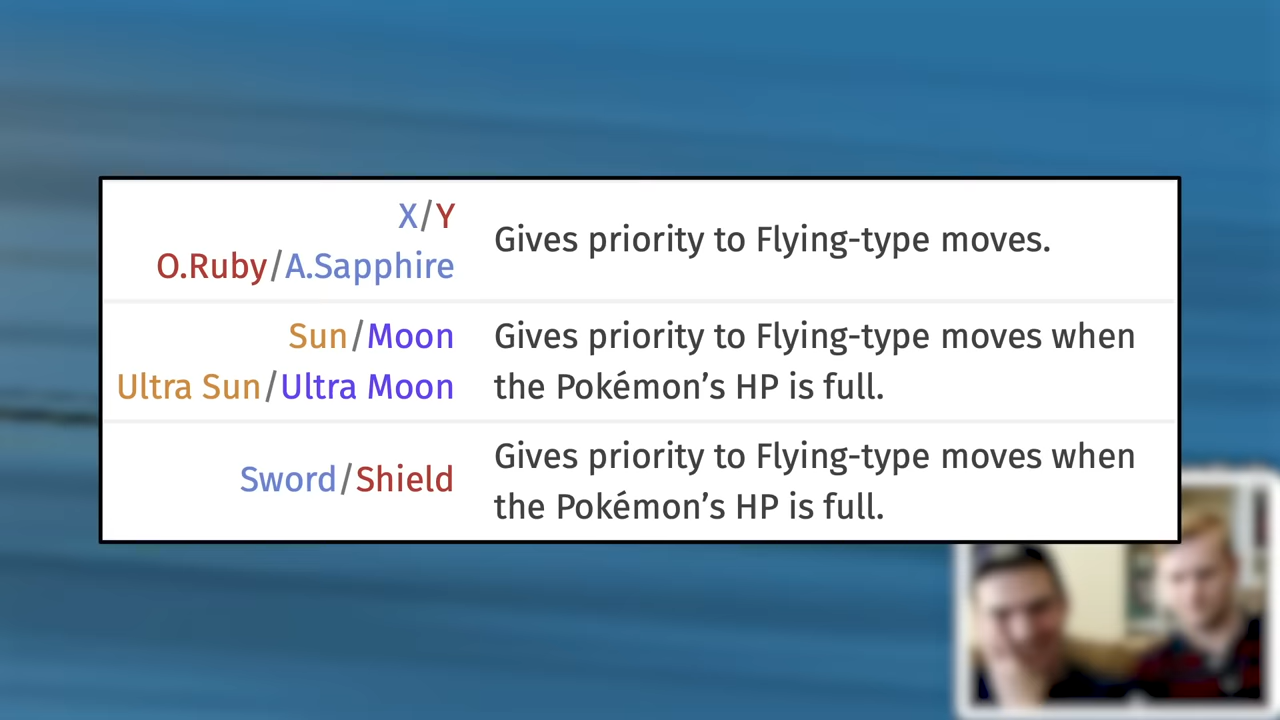 X/Y
O.Ruby/A.Sapphire
Gives priority to Flying-type moves.
Sun/Moon
Ultra Sun/Ultra Moon
Gives priority to Flying-type moves when
the Pokémon’s HP is full.
Sword/Shield
Gives priority to Flying-type moves when
the Pokémon’s HP is full.